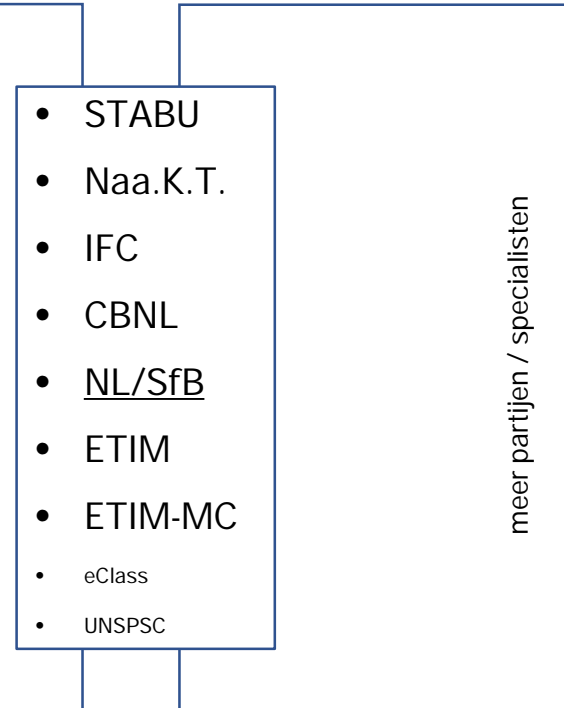 • STABU
• Naa.K.T.
• IFC
• CBNL
• NL/SfB
• ETIM
• ETIM-MC
• eClass
• UNSPSC
meer partijen / specialisten